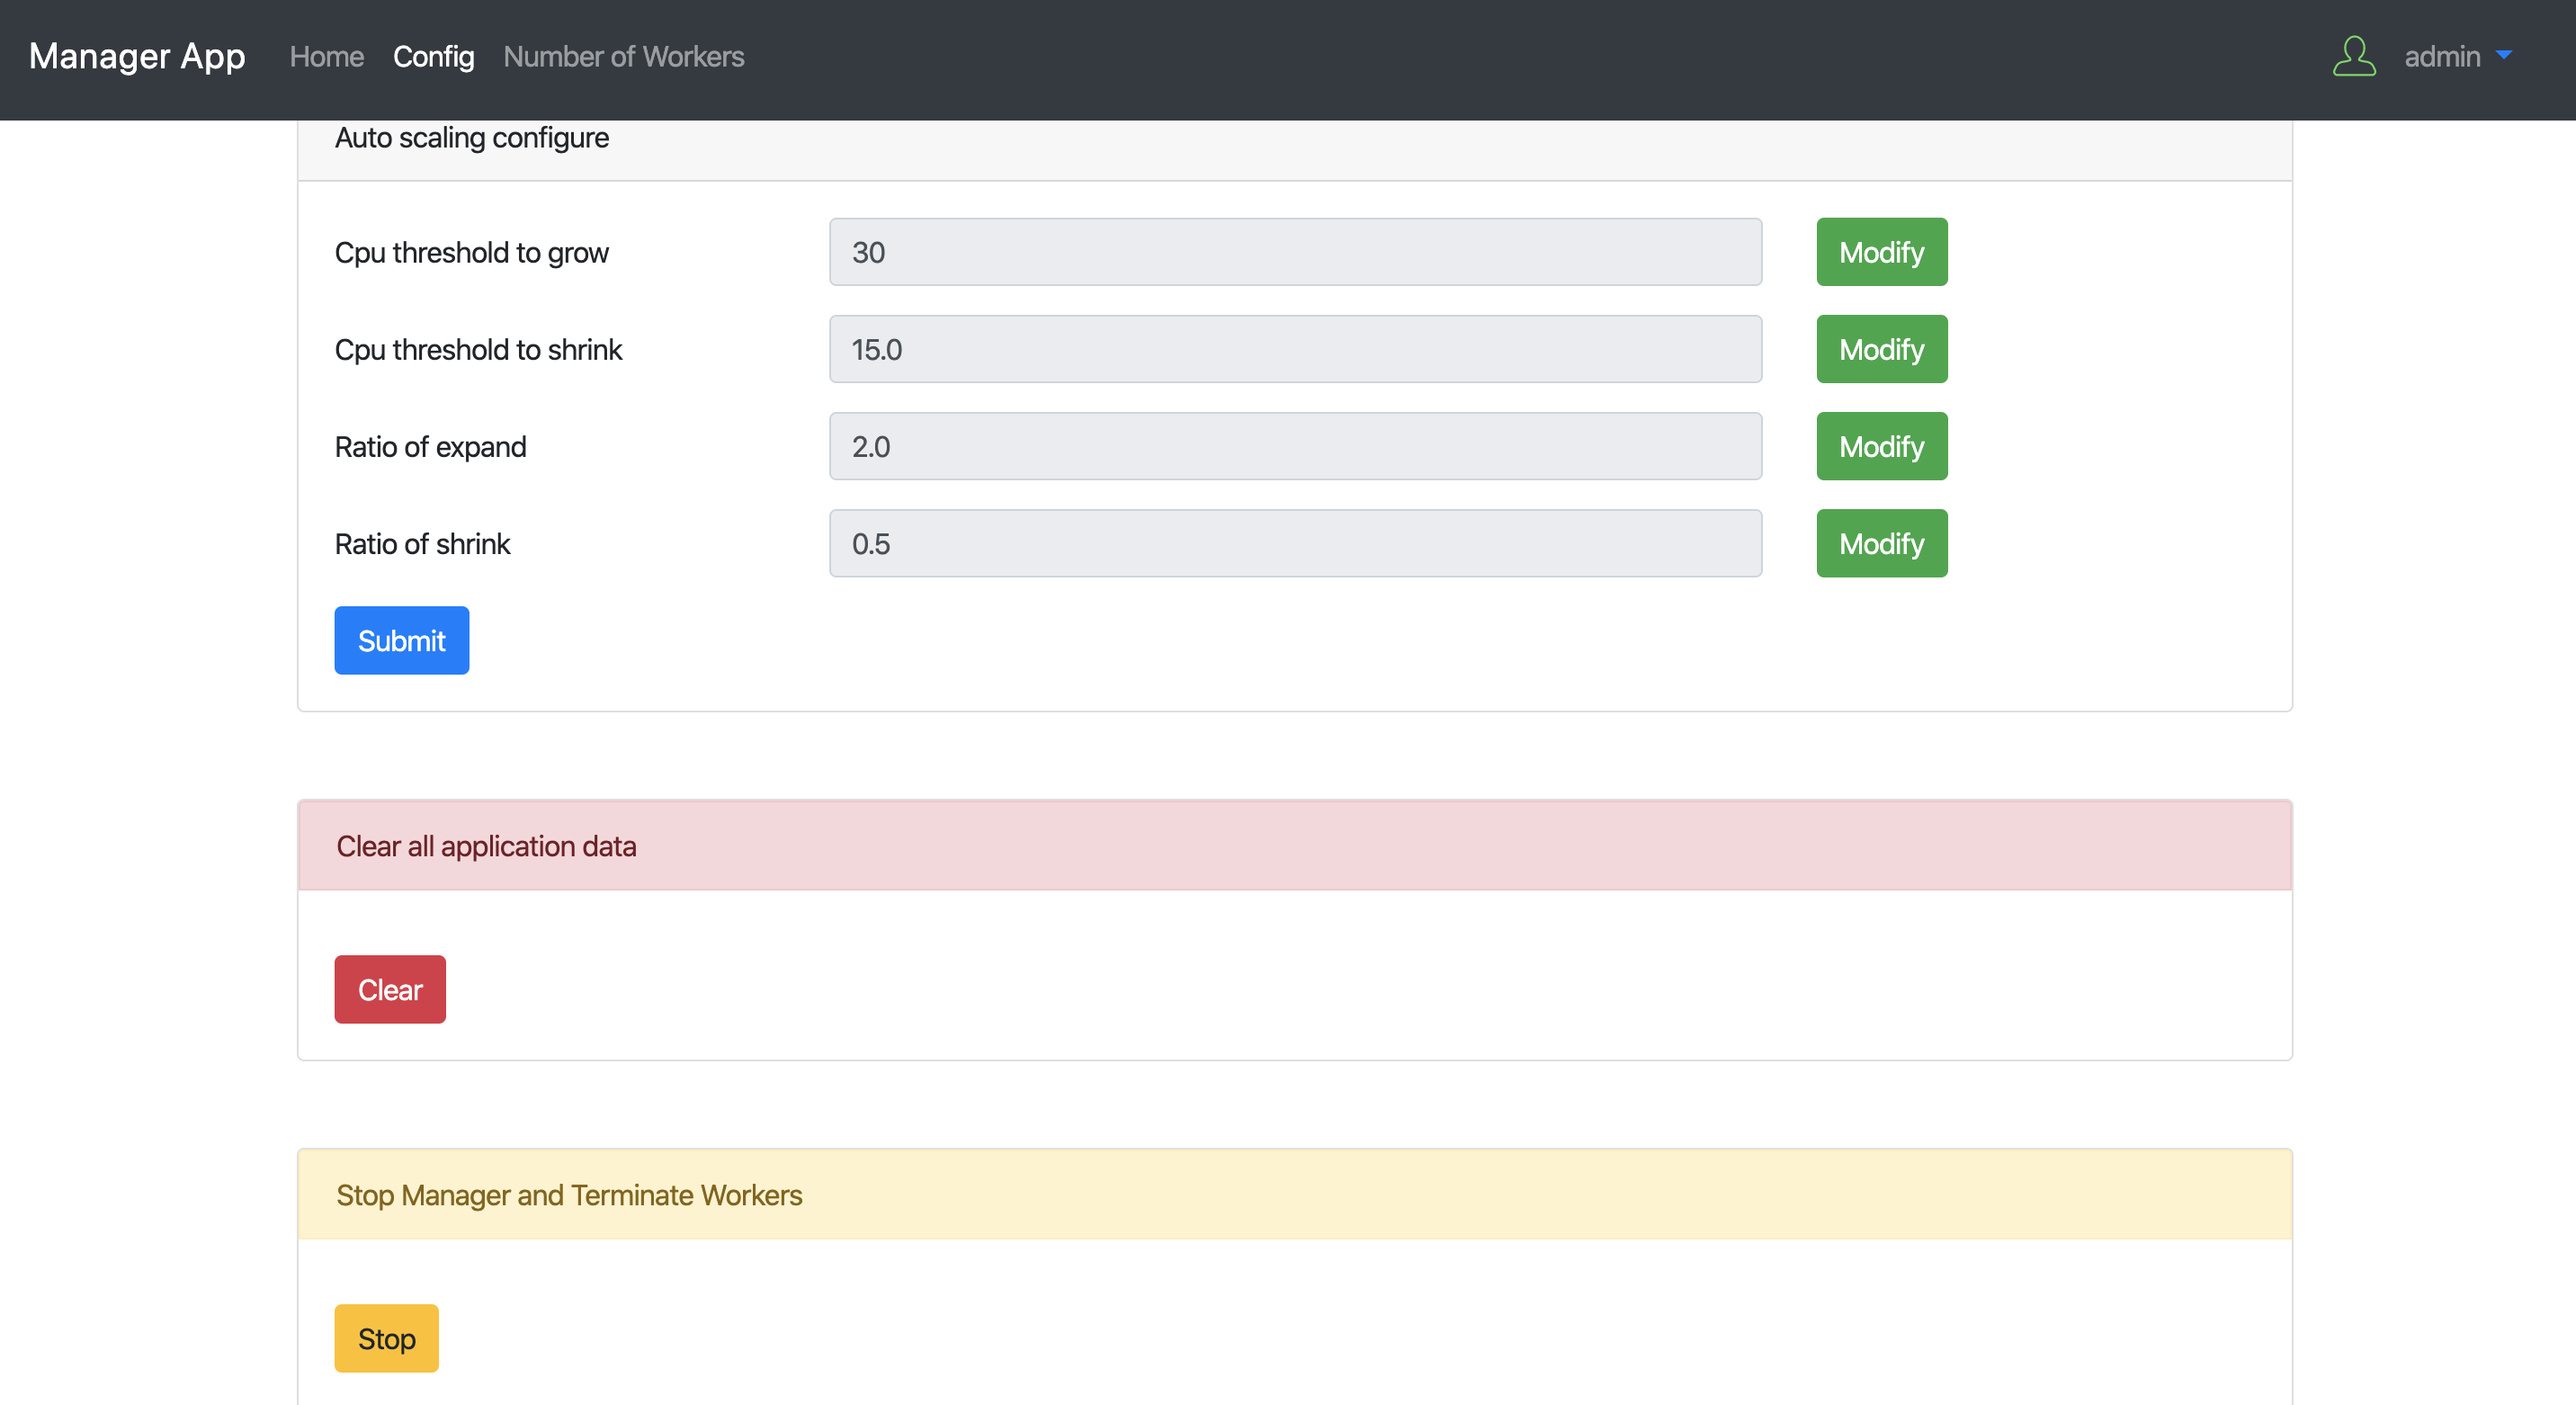 Manager App Home Config Number of Workers admin
Auto scaling configure
Cpu threshold to grow 30 Modify
Cpu threshold to shrink 15.0 Modify
Ratio of expand 2.0 Modify
Ratio of shrink 0.5 Modify
Submit
Clear all application data
Clear
Stop Manager and Terminate Workers
Stop